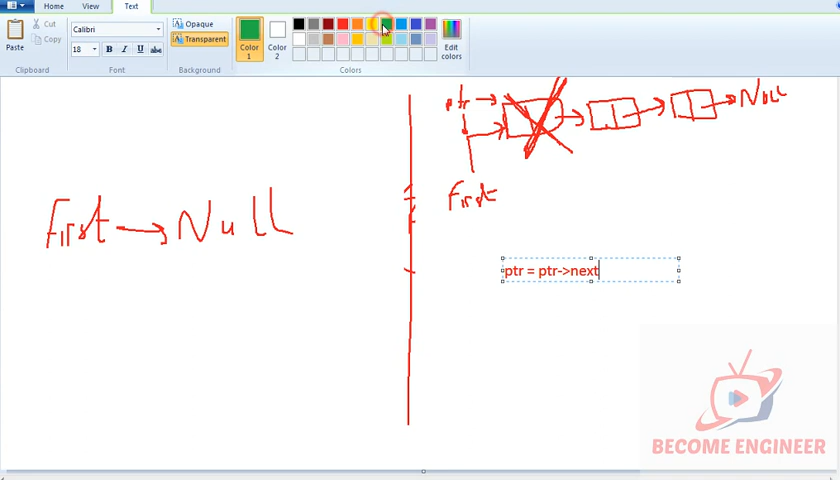 Home View Text
Paste
Cut
Copy
Clipboard
Calibri
18 B I U abc
Font
Opaque
Transparent
Background
Color 1
Color 2
Edit colors
Colors
ptr
Null
First
First → Null
ptr = ptr->next
BECOME ENGINEER